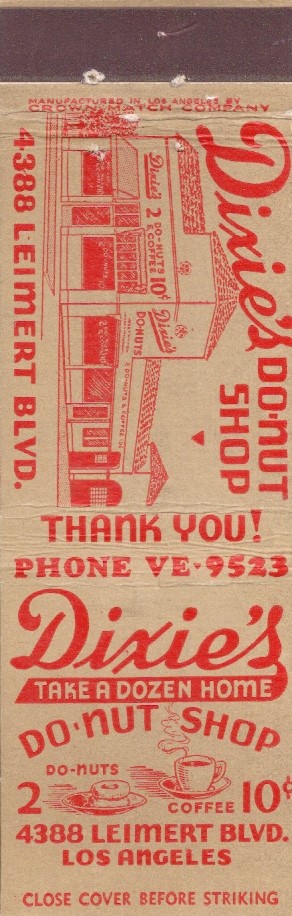 MANUFACTURED IN LOS ANGELES BY
CROWN MATCH COMPANY
Dixie's DO-NUT
SHOP
Dixie's 2 DO-NUTS
& COFFEE 10¢
Dixie's
DO-NUTS
4388 LEIMERT BLVD.
THANK YOU!
PHONE VE-9523
Dixie's
TAKE A DOZEN HOME
DO-NUT SHOP
DO-NUTS
2 COFFEE 10¢
4388 LEIMERT BLVD.
LOS ANGELES
CLOSE COVER BEFORE STRIKING